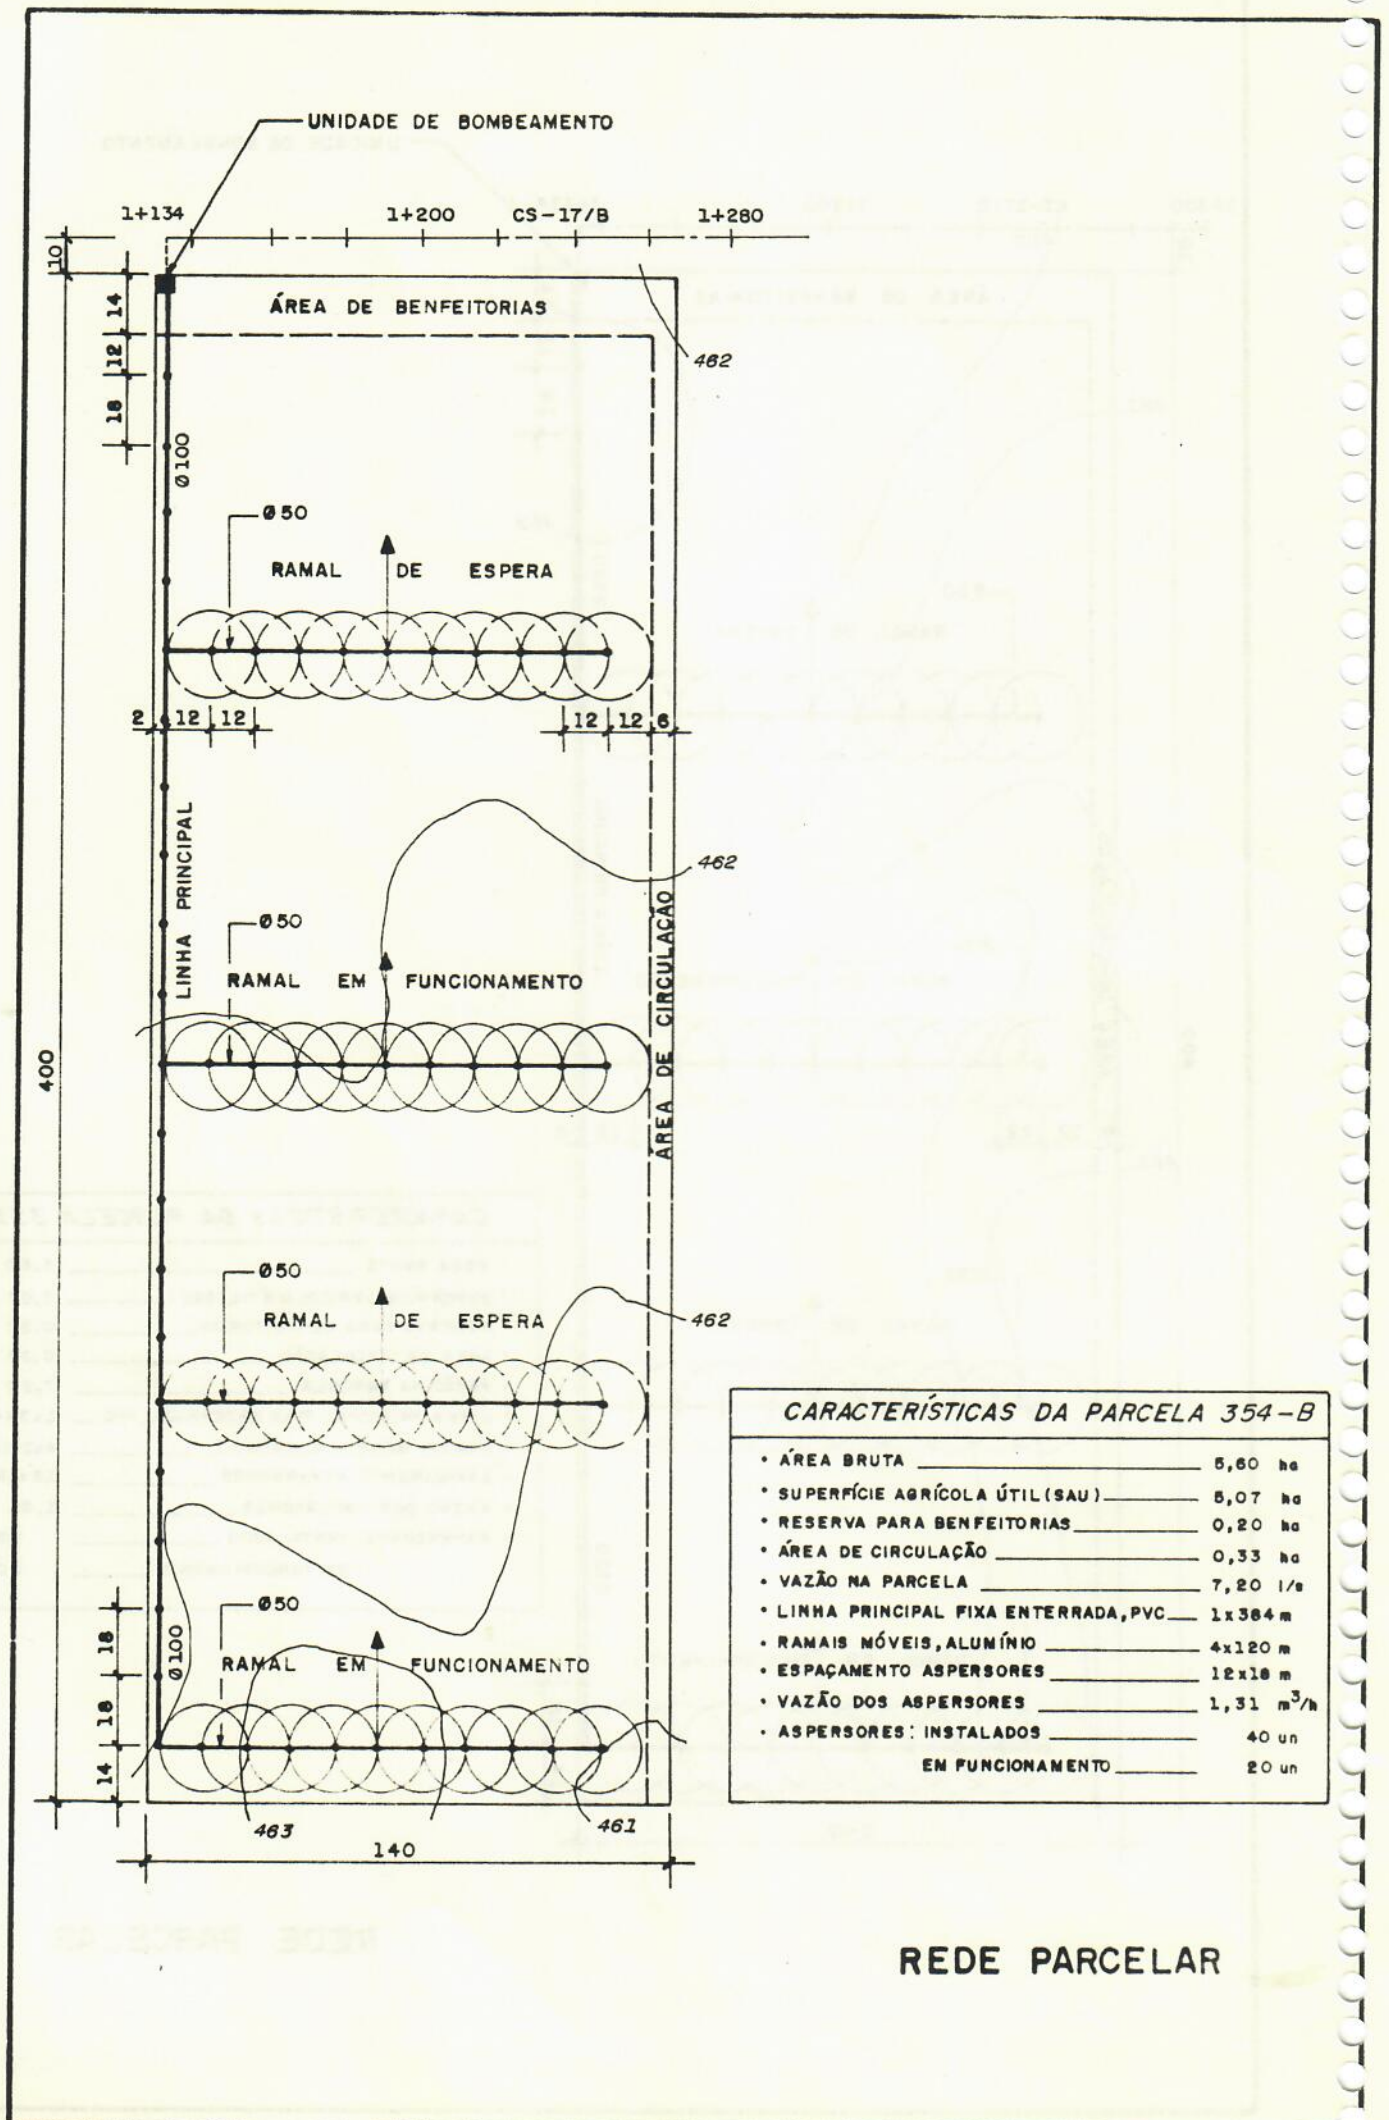 UNIDADE DE BOMBEAMENTO
1+134
1+200
CS-17/B
1+280
10
14
ÁREA DE BENFEITORIAS
12
462
18
Ø100
Ø50
RAMAL DE ESPERA
2
12
12
12
12
6
LINHA PRINCIPAL
462
Ø50
RAMAL EM FUNCIONAMENTO
ÁREA DE CIRCULAÇÃO
400
Ø50
RAMAL DE ESPERA
462
CARACTERÍSTICAS DA PARCELA 354-B
• ÁREA BRUTA 5,60 ha
• SUPERFÍCIE AGRÍCOLA ÚTIL (SAU) 5,07 ha
• RESERVA PARA BENFEITORIAS 0,20 ha
• ÁREA DE CIRCULAÇÃO 0,33 ha
• VAZÃO NA PARCELA 7,20 l/s
• LINHA PRINCIPAL FIXA ENTERRADA, PVC 1x384 m
• RAMAIS MÓVEIS, ALUMÍNIO 4x120 m
• ESPAÇAMENTO ASPERSORES 12x18 m
• VAZÃO DOS ASPERSORES 1,31 m³/h
• ASPERSORES: INSTALADOS 40 un
EM FUNCIONAMENTO 20 un
Ø50
18
Ø100
RAMAL EM FUNCIONAMENTO
18
14
463
461
140
REDE PARCELAR